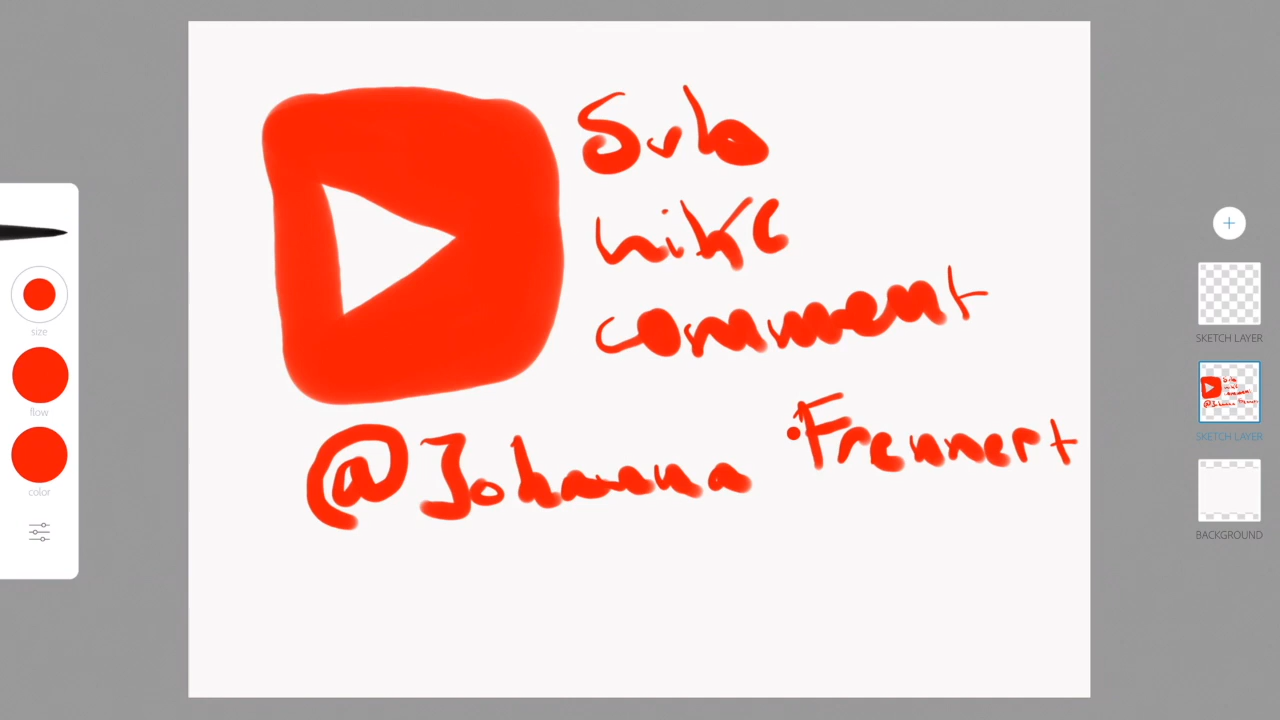 Sub
Like
comment
@Johanna Frennert
size
flow
color
SKETCH LAYER
SKETCH LAYER
BACKGROUND